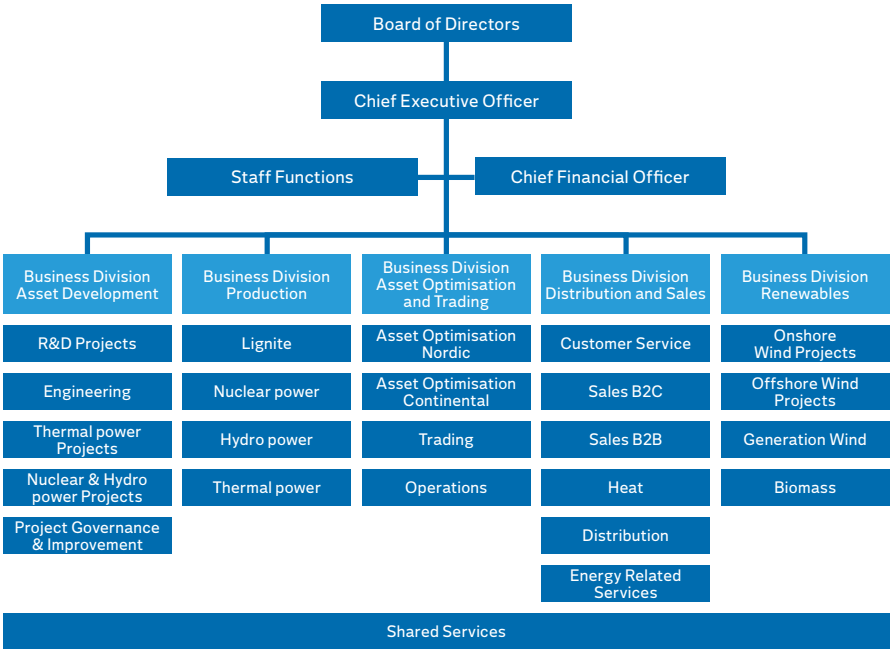 Board of Directors
Chief Executive Officer
Staff Functions
Chief Financial Officer
Business Division
Asset Development
R&D Projects
Engineering
Thermal power
Projects
Nuclear & Hydro
power Projects
Project Governance
& Improvement
Business Division
Production
Lignite
Nuclear power
Hydro power
Thermal power
Business Division
Asset Optimisation
and Trading
Asset Optimisation
Nordic
Asset Optimisation
Continental
Trading
Operations
Business Division
Distribution and Sales
Customer Service
Sales B2C
Sales B2B
Heat
Distribution
Energy Related
Services
Business Division
Renewables
Onshore
Wind Projects
Offshore Wind
Projects
Generation Wind
Biomass
Shared Services